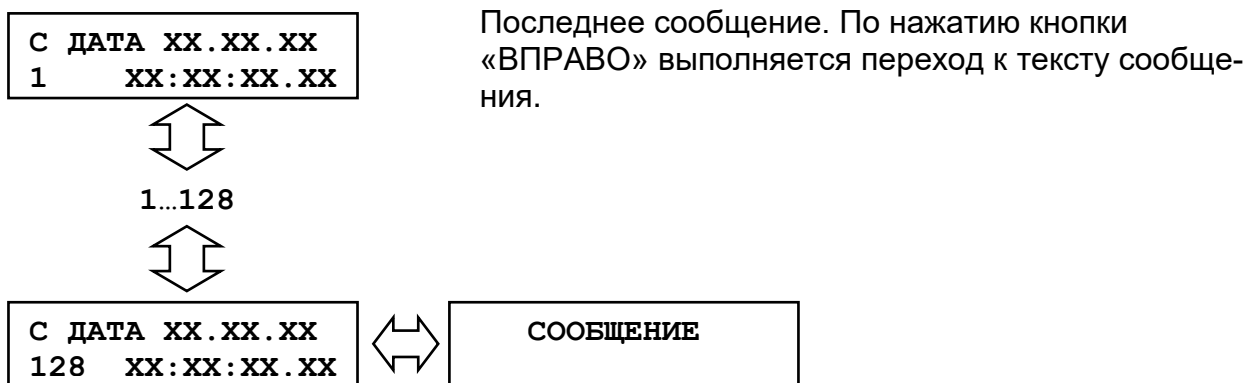 С ДАТА XX.XX.XX
1 XX:XX:XX.XX
Последнее сообщение. По нажатию кнопки
«ВПРАВО» выполняется переход к тексту сообще-
ния.
1…128
С ДАТА XX.XX.XX
128 XX:XX:XX.XX
СООБЩЕНИЕ